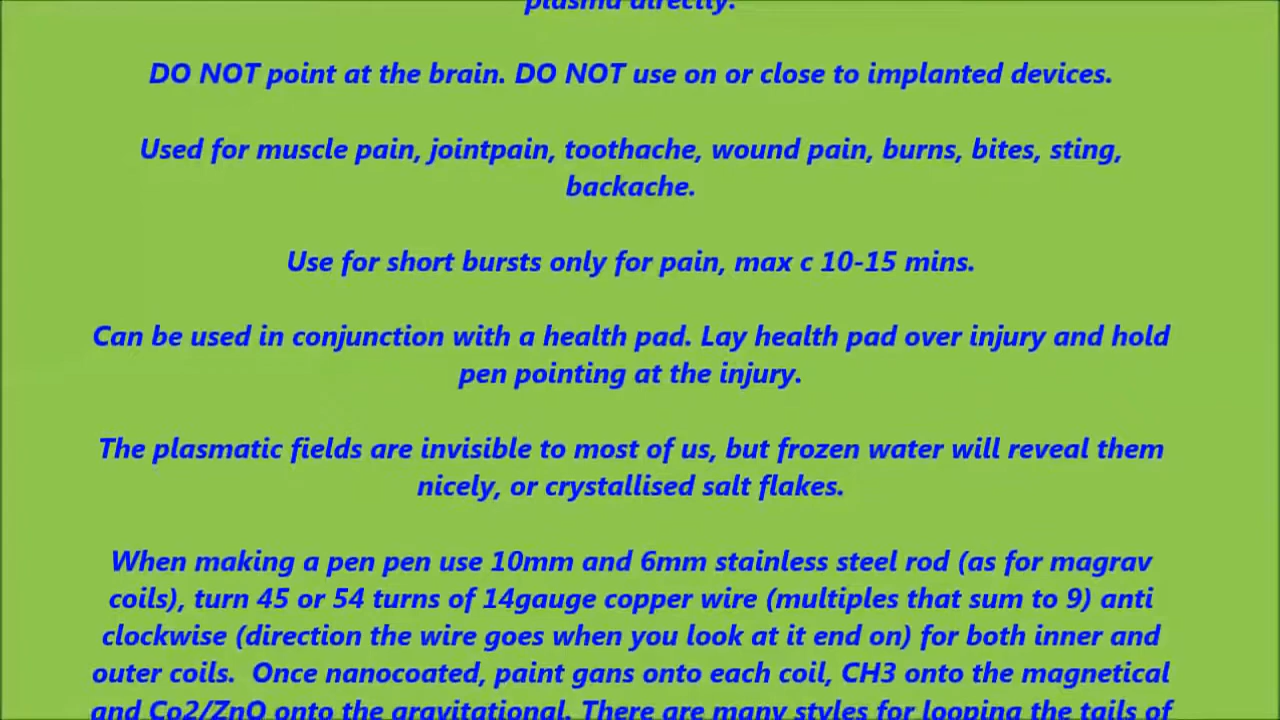 plasma directly.
DO NOT point at the brain. DO NOT use on or close to implanted devices.
Used for muscle pain, jointpain, toothache, wound pain, burns, bites, sting,
backache.
Use for short bursts only for pain, max c 10-15 mins.
Can be used in conjunction with a health pad. Lay health pad over injury and hold
pen pointing at the injury.
The plasmatic fields are invisible to most of us, but frozen water will reveal them
nicely, or crystallised salt flakes.
When making a pen pen use 10mm and 6mm stainless steel rod (as for magrav
coils), turn 45 or 54 turns of 14gauge copper wire (multiples that sum to 9) anti
clockwise (direction the wire goes when you look at it end on) for both inner and
outer coils.  Once nanocoated, paint gans onto each coil, CH3 onto the magnetical
and Co2/ZnO onto the gravitational. There are many styles for looping the tails of